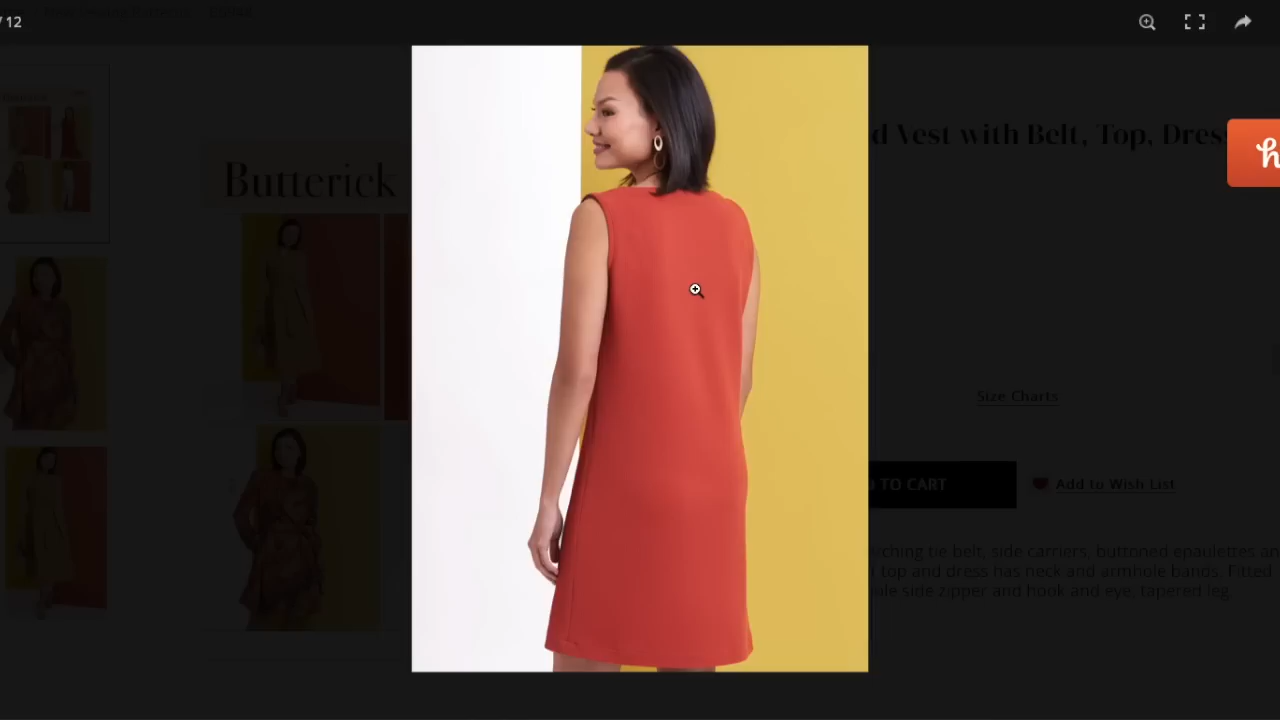 / 12
d Vest with Belt, Top, Dress
Butterick
h
Size Charts
TO CART
Add to Wish List
tching tie belt, side carriers, buttoned epaulettes an
top and dress has neck and armhole bands. Fitted
side zipper and hook and eye, tapered leg.